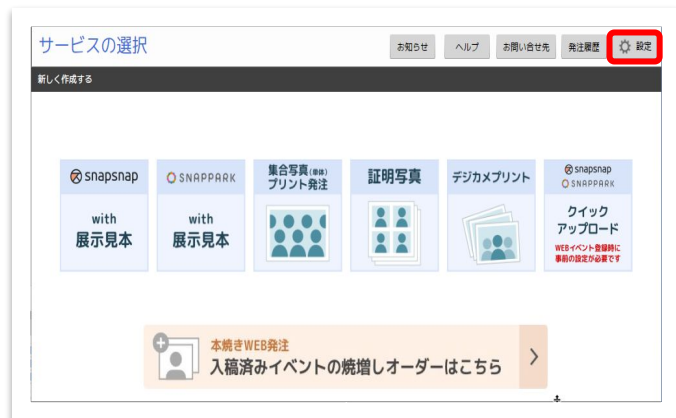 サービスの選択
お知らせ
ヘルプ
お問い合せ先
発注履歴
設定
新しく作成する
snapsnap
with
展示見本
SNAPPARK
with
展示見本
集合写真(単体)
プリント発注
証明写真
デジカメプリント
snapsnap
SNAPPARK
クイック
アップロード
WEBイベント登録時に
事前の設定が必要です
本焼きWEB発注
入稿済みイベントの焼増しオーダーはこちら